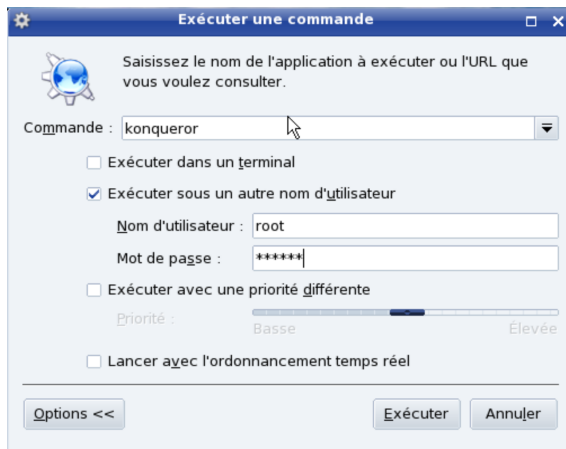 Exécuter une commande
Saisissez le nom de l'application à exécuter ou l'URL que
vous voulez consulter.
Commande : konqueror
Exécuter dans un terminal
Exécuter sous un autre nom d'utilisateur
Nom d'utilisateur : root
Mot de passe : ******
Exécuter avec une priorité différente
Priorité :
Basse Élevée
Lancer avec l'ordonnancement temps réel
Options << Exécuter Annuler